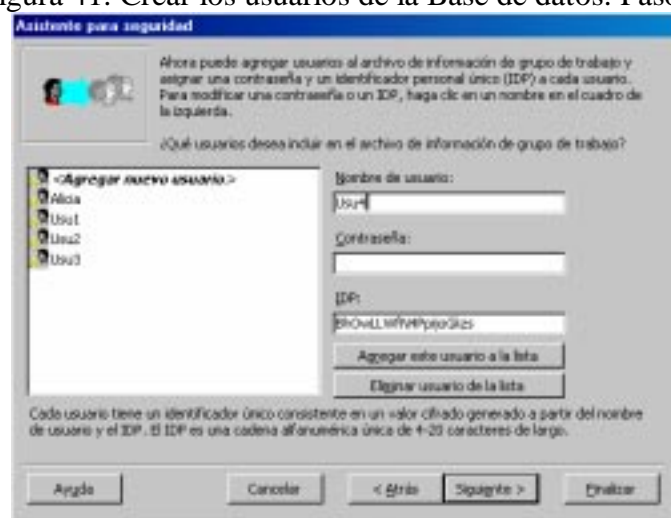 gura 41. Crear los usuarios de la Base de datos. Paso
Asistente para seguridad
Ahora puede agregar usuarios al archivo de información de grupo de trabajo y
asignar una contraseña y un identificador personal único (IDP) a cada usuario.
Para modificar una contraseña o un IDP, haga clic en un nombre en el cuadro de
la izquierda.
¿Qué usuarios desea incluir en el archivo de información de grupo de trabajo?
<Agregar nuevo usuario>
Alicia
Usu1
Usu2
Usu3
Nombre de usuario:
Usu4
Contraseña:
IDP:
Agregar este usuario a la lista
Eliminar usuario de la lista
Cada usuario tiene un identificador único consistente en un valor cifrado generado a partir del nombre
de usuario y el IDP. El IDP es una cadena alfanumérica única de 4-20 caracteres de largo.
Ayuda
Cancelar
< Atrás
Siguiente >
Finalizar